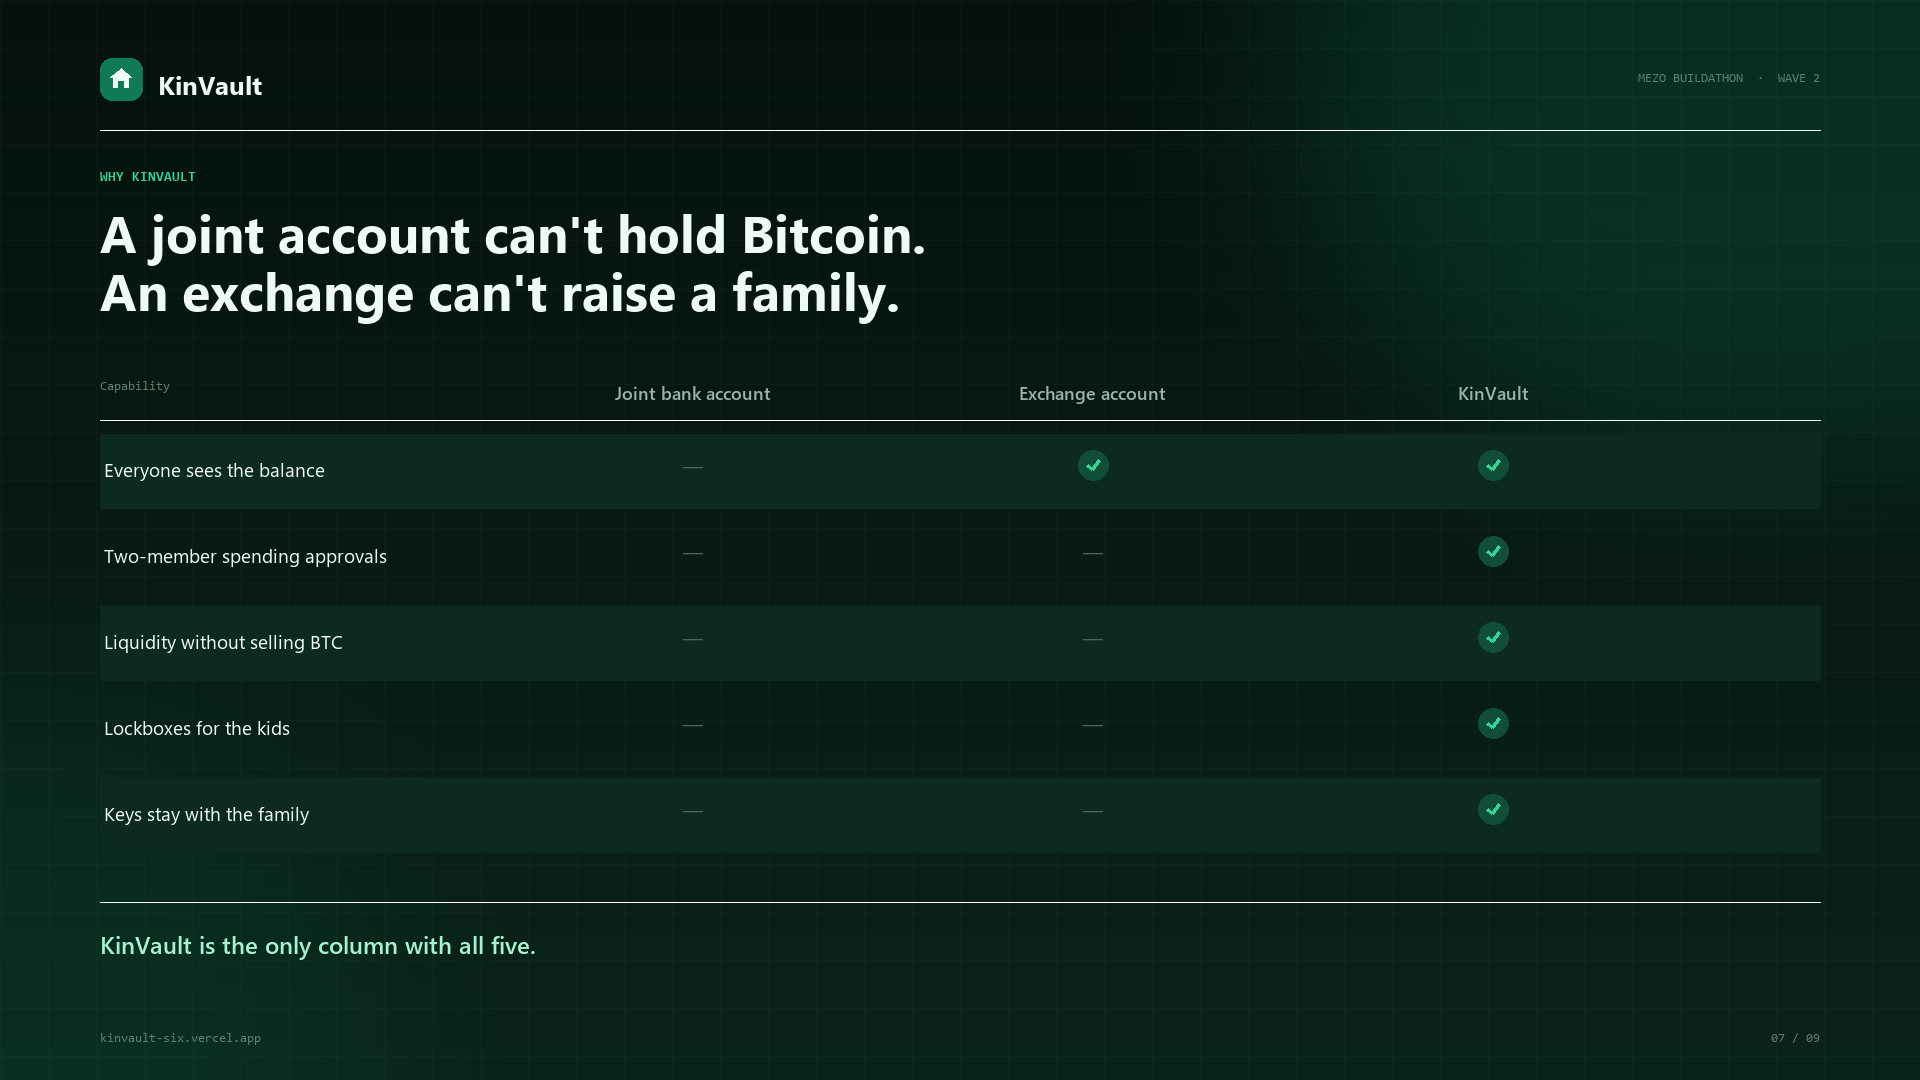 KinVault
MEZO BUILDATHON · WAVE 2
WHY KINVAULT
A joint account can't hold Bitcoin.
An exchange can't raise a family.
Capability Joint bank account Exchange account KinVault
Everyone sees the balance — ✓ ✓
Two-member spending approvals — — ✓
Liquidity without selling BTC — — ✓
Lockboxes for the kids — — ✓
Keys stay with the family — — ✓
KinVault is the only column with all five.
kinvault-six.vercel.app
07 / 09